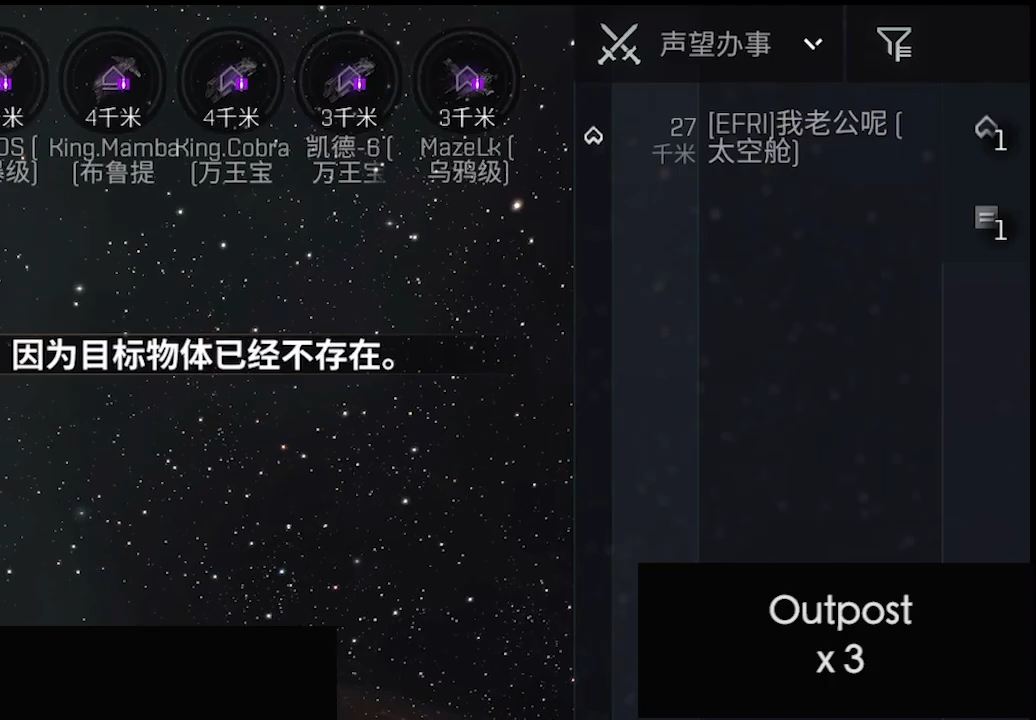 声望办事
米 4千米 4千米 3千米 3千米
OS [ King.Mamba King.Cobra 凯德-6 [ MazeLk [
级] [布鲁提 [万王宝 万王宝 乌鸦级]
27 [EFRI]我老公呢 [
千米 太空舱]
1
1
因为目标物体已经不存在。
Outpost
x 3